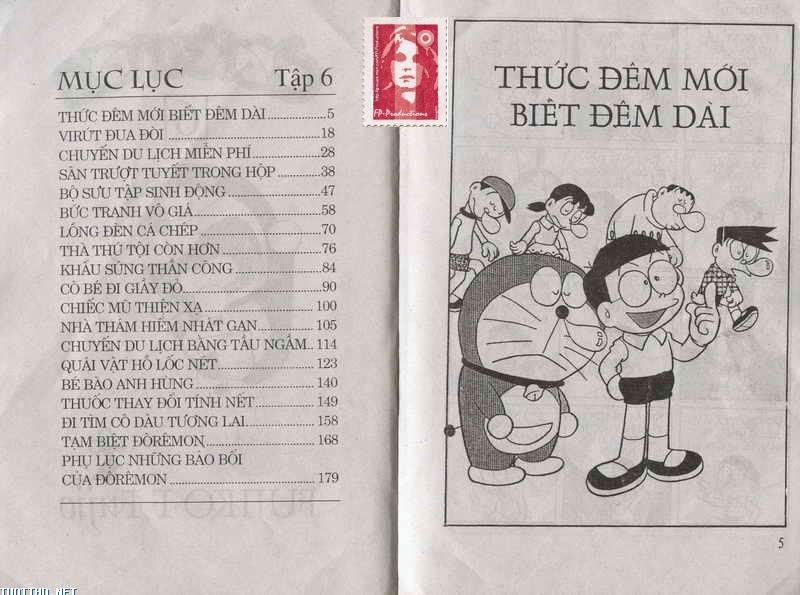 MỤC LỤC Tập 6
THỨC ĐÊM MỚI BIẾT ĐÊM DÀI................5
VIRÚT ĐUA ĐÒI................18
CHUYẾN DU LỊCH MIỄN PHÍ................28
SÂN TRƯỢT TUYẾT TRONG HỘP................38
BỘ SƯU TẬP SINH ĐỘNG................47
BỨC TRANH VÔ GIÁ................58
LỒNG ĐÈN CÁ CHÉP................70
THÀ THÚ TỘI CÒN HƠN................76
KHẨU SÚNG THẦN CÔNG................84
CÔ BÉ ĐI GIÀY ĐỎ................90
CHIẾC MŨ THIỆN XẠ................100
NHÀ THÁM HIỂM NHÁT GAN................105
CHUYẾN DU LỊCH BẰNG TẦU NGẦM..114
QUÁI VẬT HỒ LỐC NÉT................123
BÉ BÀO ANH HÙNG................140
THUỐC THAY ĐỔI TÍNH NẾT................149
ĐI TÌM CÔ DÂU TƯƠNG LAI................158
TẠM BIỆT ĐÔRÊMON................168
PHỤ LỤC NHỮNG BẢO BỐI
CỦA ĐÔRÊMON................179
FP-Productions
THỨC ĐÊM MỚI
BIẾT ĐÊM DÀI
5